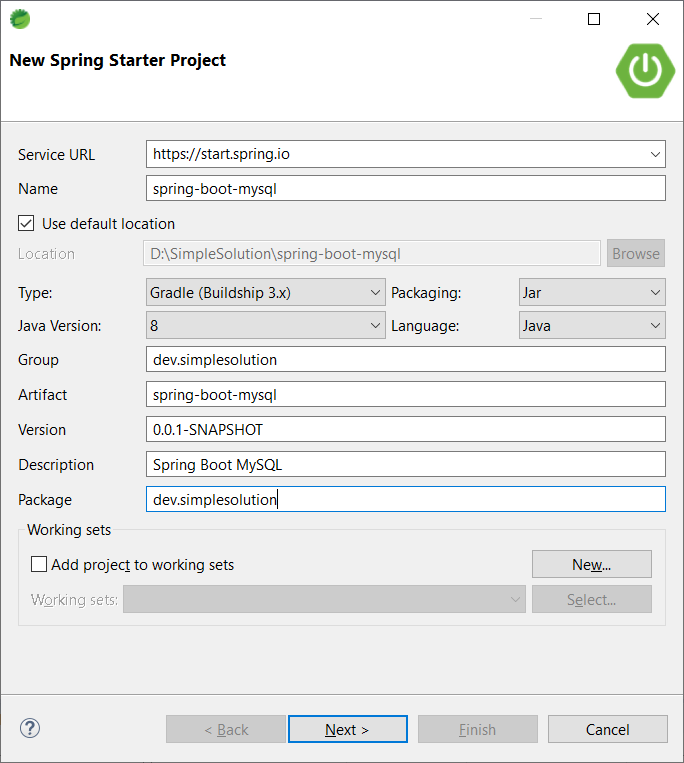 New Spring Starter Project
Service URL https://start.spring.io
Name spring-boot-mysql
Use default location
Location D:\SimpleSolution\spring-boot-mysql Browse
Type: Gradle (Buildship 3.x) Packaging: Jar
Java Version: 8 Language: Java
Group dev.simplesolution
Artifact spring-boot-mysql
Version 0.0.1-SNAPSHOT
Description Spring Boot MySQL
Package dev.simplesolution
Working sets
Add project to working sets New...
Working sets: Select...
? < Back Next > Finish Cancel